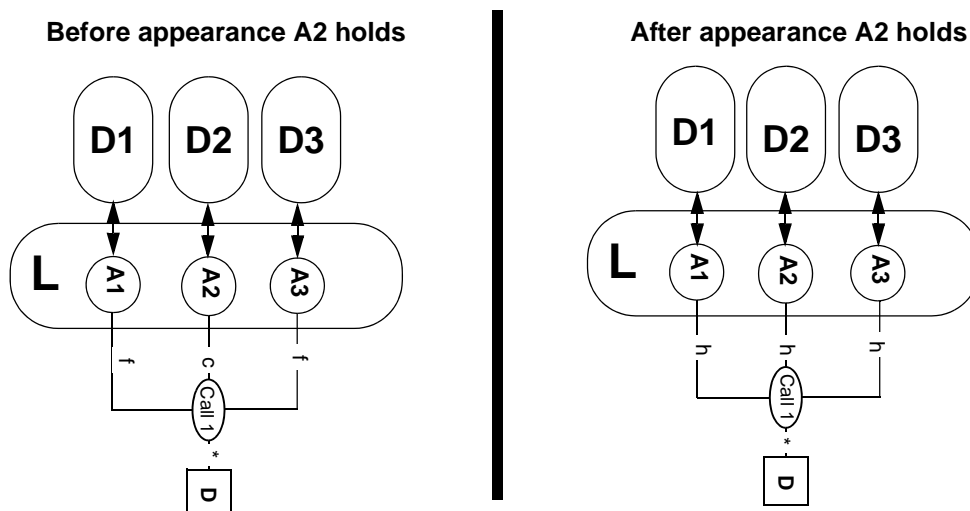 Before appearance A2 holds
D1 D2 D3
L A1 A2 A3
f c f
Call 1
*
D
After appearance A2 holds
D1 D2 D3
L A1 A2 A3
h h h
Call 1
*
D